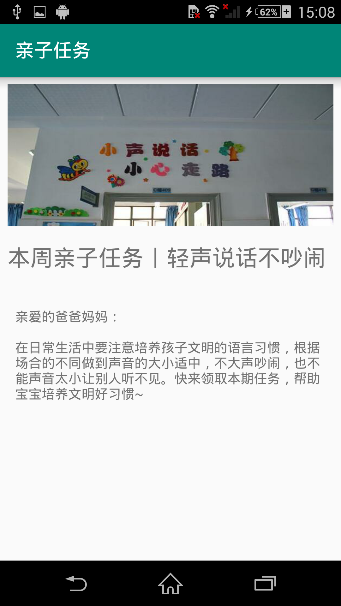 62%
15:08
亲子任务
小声说话
小心走路
本周亲子任务丨轻声说话不吵闹
亲爱的爸爸妈妈：
在日常生活中要注意培养孩子文明的语言习惯，根据
场合的不同做到声音的大小适中，不大声吵闹，也不
能声音太小让别人听不见。快来领取本期任务，帮助
宝宝培养文明好习惯~